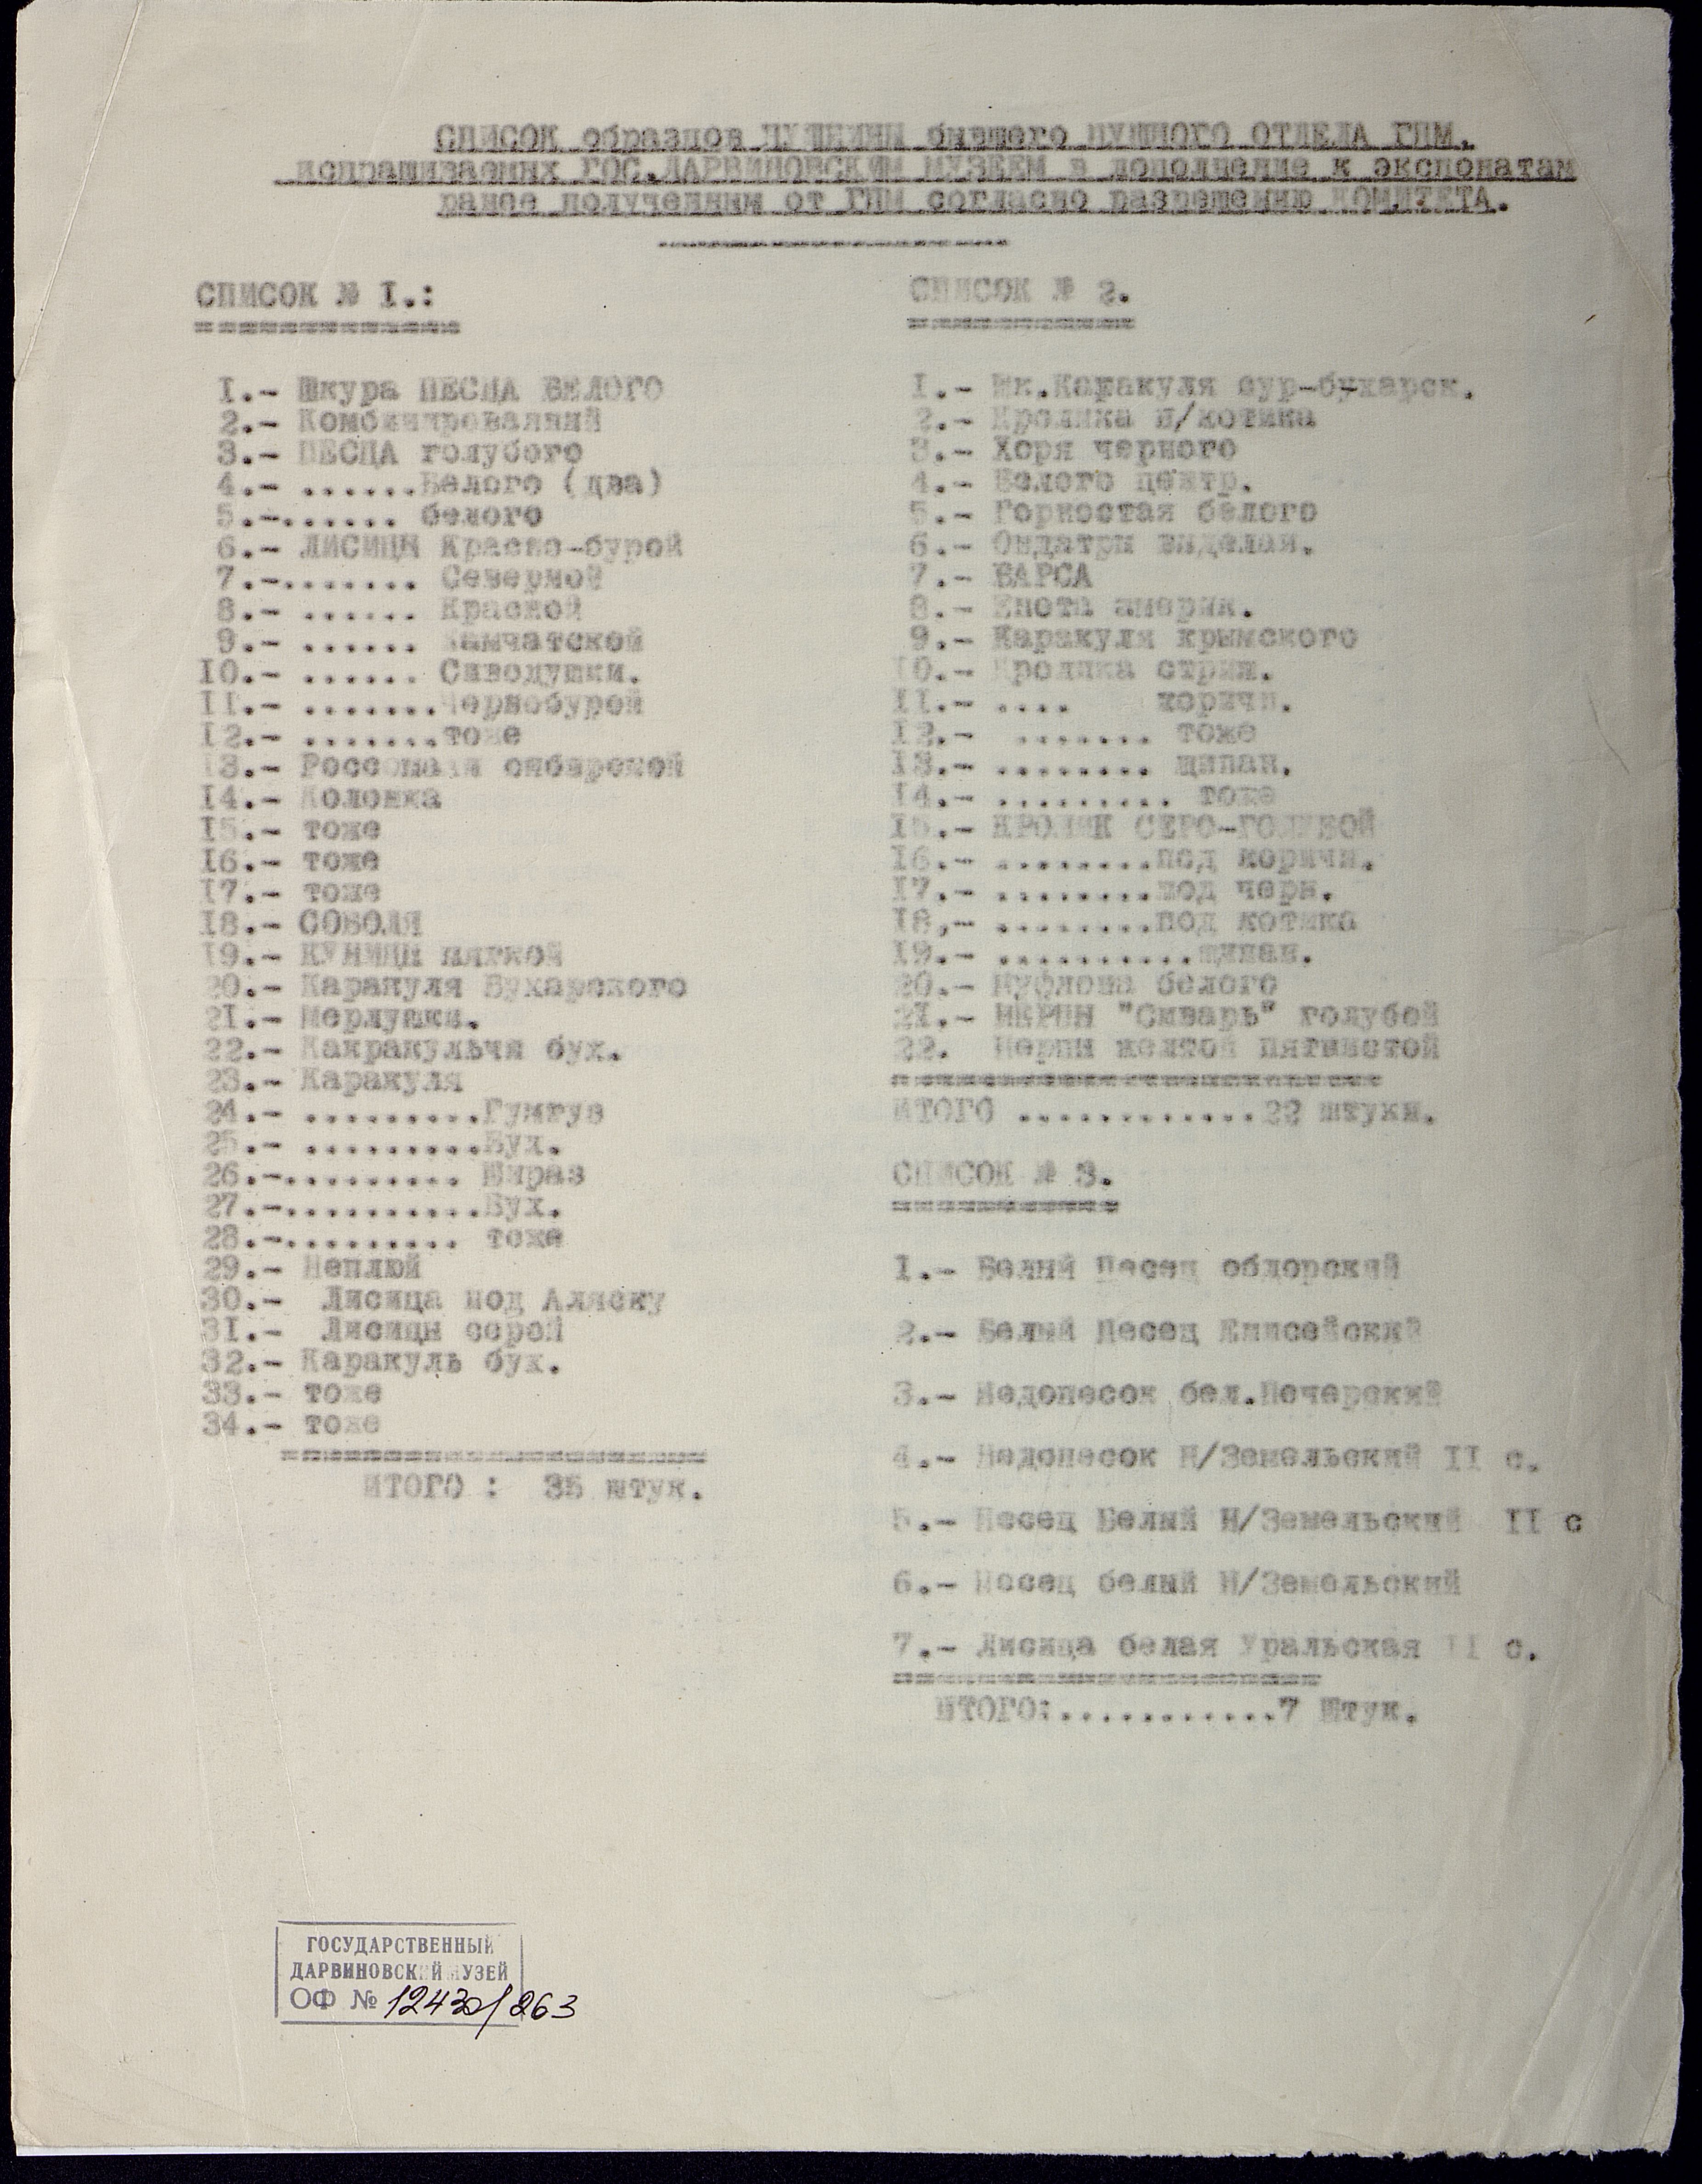 СПИСОК образцов ПУШНИНЫ бывшего ПУШНОГО ОТДЕЛА ГПМ.
испрашиваемых ГОС.ДАРВИНОВСКИМ МУЗЕЕМ в дополнение к экспонатам
ранее полученным от ГПМ согласно разрешению КОМИТЕТА.
СПИСОК № I.:
I.- Шкура ПЕСЦА БЕЛОГО
2.- Комбинированный
3.- ПЕСЦА голубого
4.- ......Белого (два)
5.-...... белого
6.- ЛИСИЦЫ Красно-бурой
7.-....... Северной
8.- ...... Красной
9.- ...... Камчатской
IO.- ...... Сиводушки.
II.- .......Чернобурой
I2.- .......тоже
I3.- Россомахи сибирской
I4.- Колонка
I5.- тоже
I6.- тоже
I7.- тоже
I8.- СОБОЛЯ
I9.- КУНИЦЫ мягкой
20.- Каракуля Бухарского
2I.- Мерлушки.
22.- Какракульчя бух.
23.- Каракуля
24.- .........Гумгуз
25.- .........Бух.
26.-......... Шираз
27.-..........Бух.
28.-......... тоже
29.- Неплюй
30.- Лисица под Аляску
3I.- Лисицы серой
32.- Каракуль бух.
33.- тоже
34.- тоже
ИТОГО : 35 штук.
СПИСОК № 2.
I.- Шк.Каракуля сур-бухарск.
2.- Кролика п/котика
3.- Хоря черного
4.- Белого центр.
5.- Горностая белого
6.- Ондатры выделан.
7.- БАРСА
8.- Енота америк.
9.- Каракуля крымского
IO.- Кролика стриж.
II.- .... коричн.
I2.- ....... тоже
I3.- ........ щипан.
I4.- ......... тоже
I5.- КРОЛИК СЕРО-ГОЛУБОЙ
I6.- ........под коричн.
I7.- ........под черн.
I8,- ........под котика
I9.- ..........щипан.
20.- Муфлона белого
2I.- НЕРПЫ "Сиварь" голубой
22. Нерпы желтой пятнистой
ИТОГО ............22 штуки.
СПИСОК № 3.
I.- Белый Песец обдорский
2.- Белый Песец Енисейский
3.- Недопесок бел.Печерский
4.- Недопесок Н/Земельский II с.
5.- Песец Белый Н/Земельский II с
6.- Песец белый Н/Земельский
7.- Лисица белая Уральская II с.
ИТОГО:...........7 Штук.
ГОСУДАРСТВЕННЫЙ
ДАРВИНОВСКИЙ МУЗЕЙ
ОФ № 12430/263